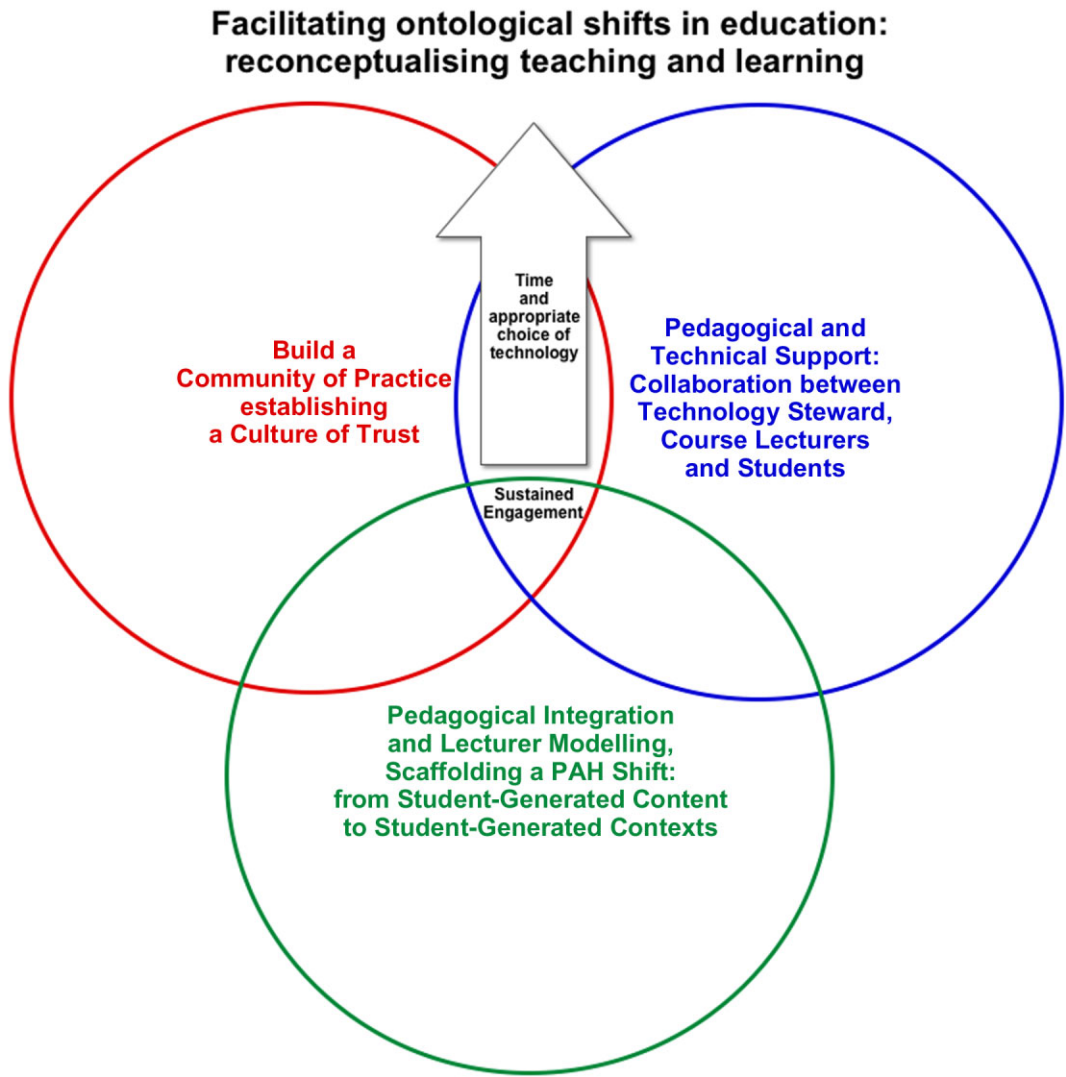 Facilitating ontological shifts in education:
reconceptualising teaching and learning
Time
and
appropriate
choice of
technology
Build a
Community of Practice
establishing
a Culture of Trust
Pedagogical and
Technical Support:
Collaboration between
Technology Steward,
Course Lecturers
and Students
Sustained
Engagement
Pedagogical Integration
and Lecturer Modelling,
Scaffolding a PAH Shift:
from Student-Generated Content
to Student-Generated Contexts